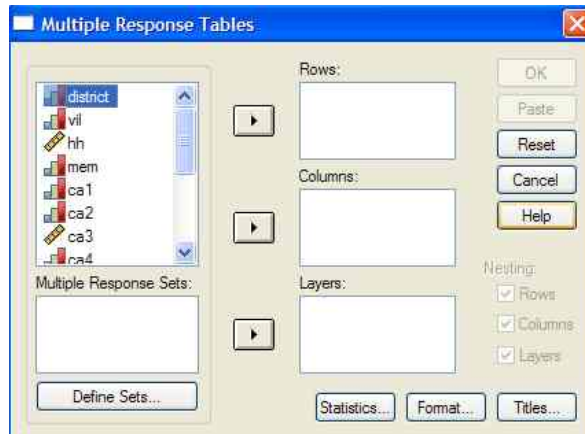 Multiple Response Tables
district
vil
hh
mem
ca1
ca2
ca3
ca4
Multiple Response Sets:
Define Sets...
Rows:
Columns:
Layers:
OK
Paste
Reset
Cancel
Help
Nesting:
Rows
Columns
Layers
Statistics...
Format...
Titles...